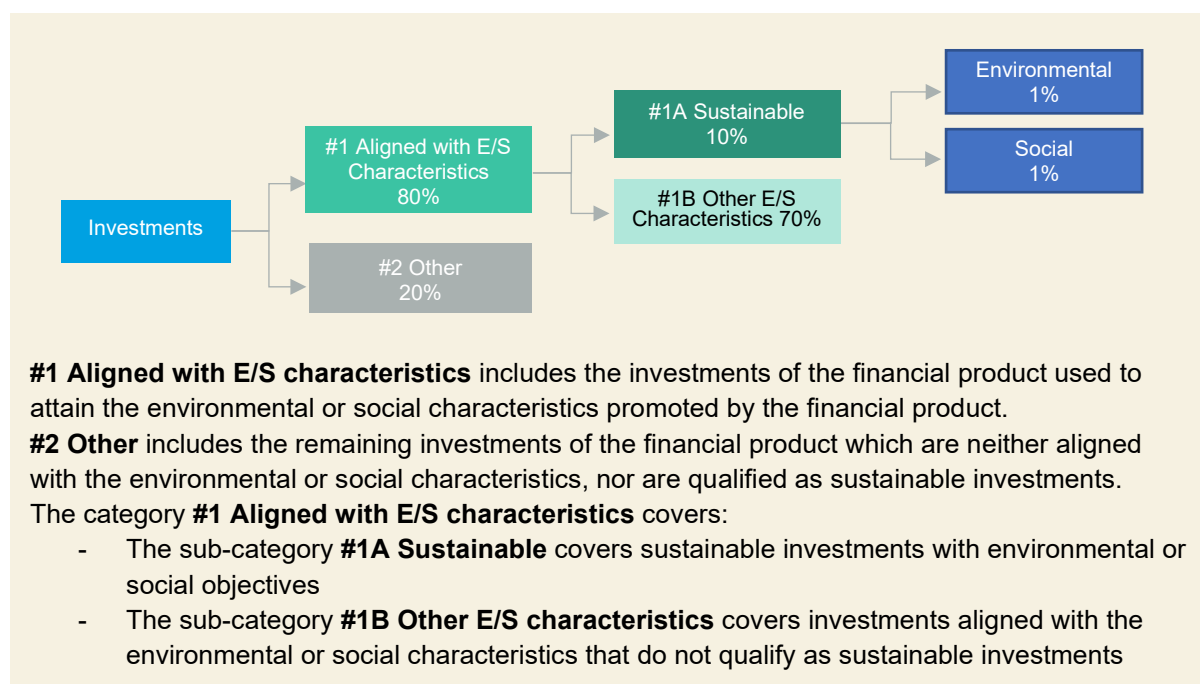 Investments
#1 Aligned with E/S
Characteristics
80%
#2 Other
20%
#1A Sustainable
10%
#1B Other E/S
Characteristics 70%
Environmental
1%
Social
1%
#1 Aligned with E/S characteristics includes the investments of the financial product used to
attain the environmental or social characteristics promoted by the financial product.
#2 Other includes the remaining investments of the financial product which are neither aligned
with the environmental or social characteristics, nor are qualified as sustainable investments.
The category #1 Aligned with E/S characteristics covers:
- The sub-category #1A Sustainable covers sustainable investments with environmental or
social objectives
- The sub-category #1B Other E/S characteristics covers investments aligned with the
environmental or social characteristics that do not qualify as sustainable investments